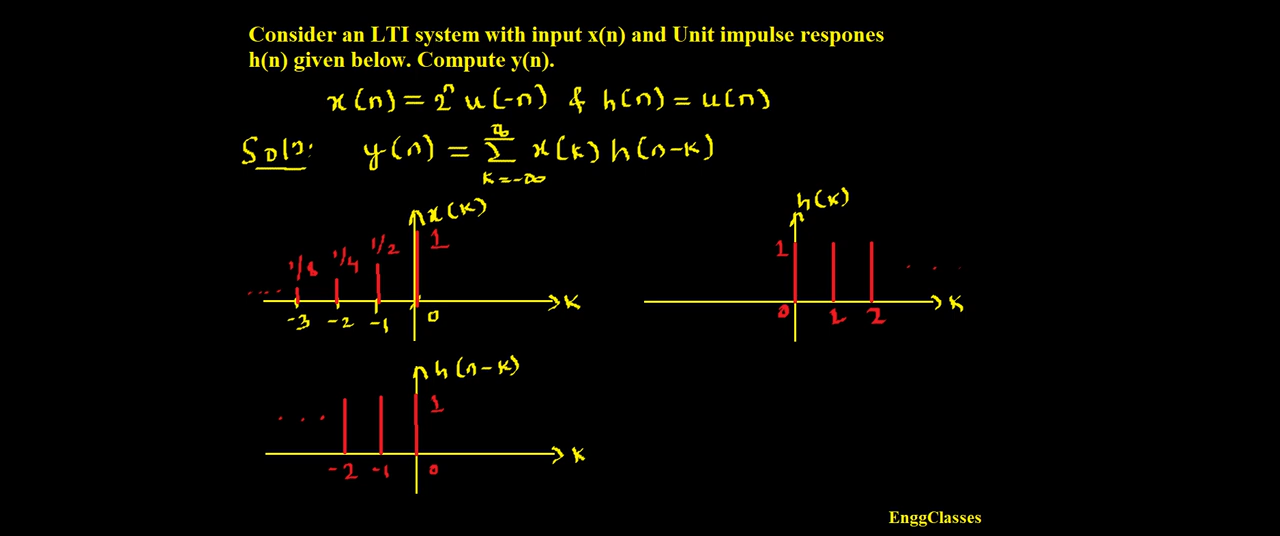 Consider an LTI system with input x(n) and Unit impulse respones
h(n) given below. Compute y(n).
x(n) = 2ⁿ u(-n) & h(n) = u(n)
Soln: y(n) = ∞ Σ k=-∞ x(k) h(n-k)
x(k)
1/8 1/4 1/2 1
.... -3 -2 -1 0 k
h(k)
1 . . . .
0 1 2 k
h(n-k)
. . . 1
-2 -1 0 k
EnggClasses